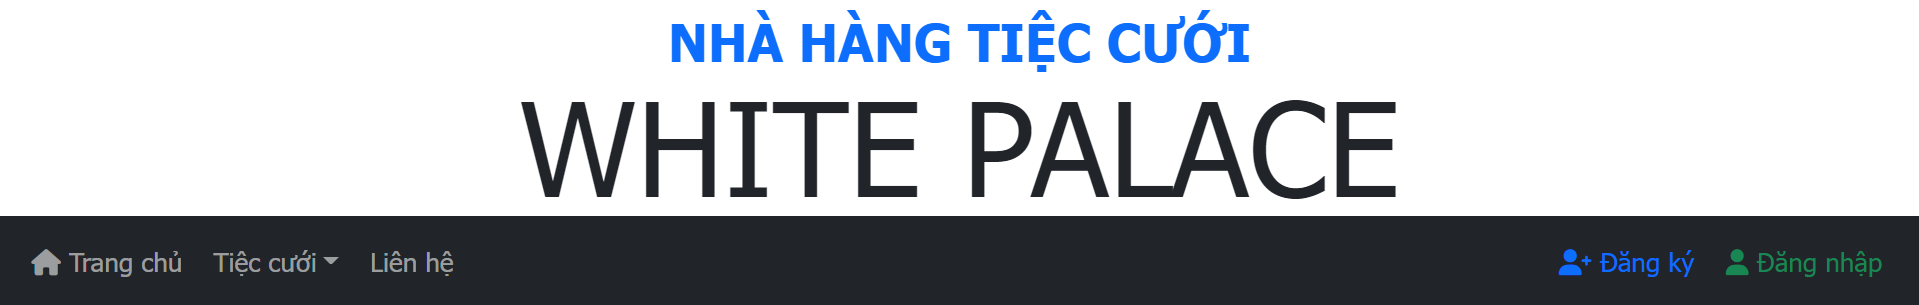 NHÀ HÀNG TIỆC CƯỚI
WHITE PALACE
Trang chủ Tiệc cưới Liên hệ Đăng ký Đăng nhập